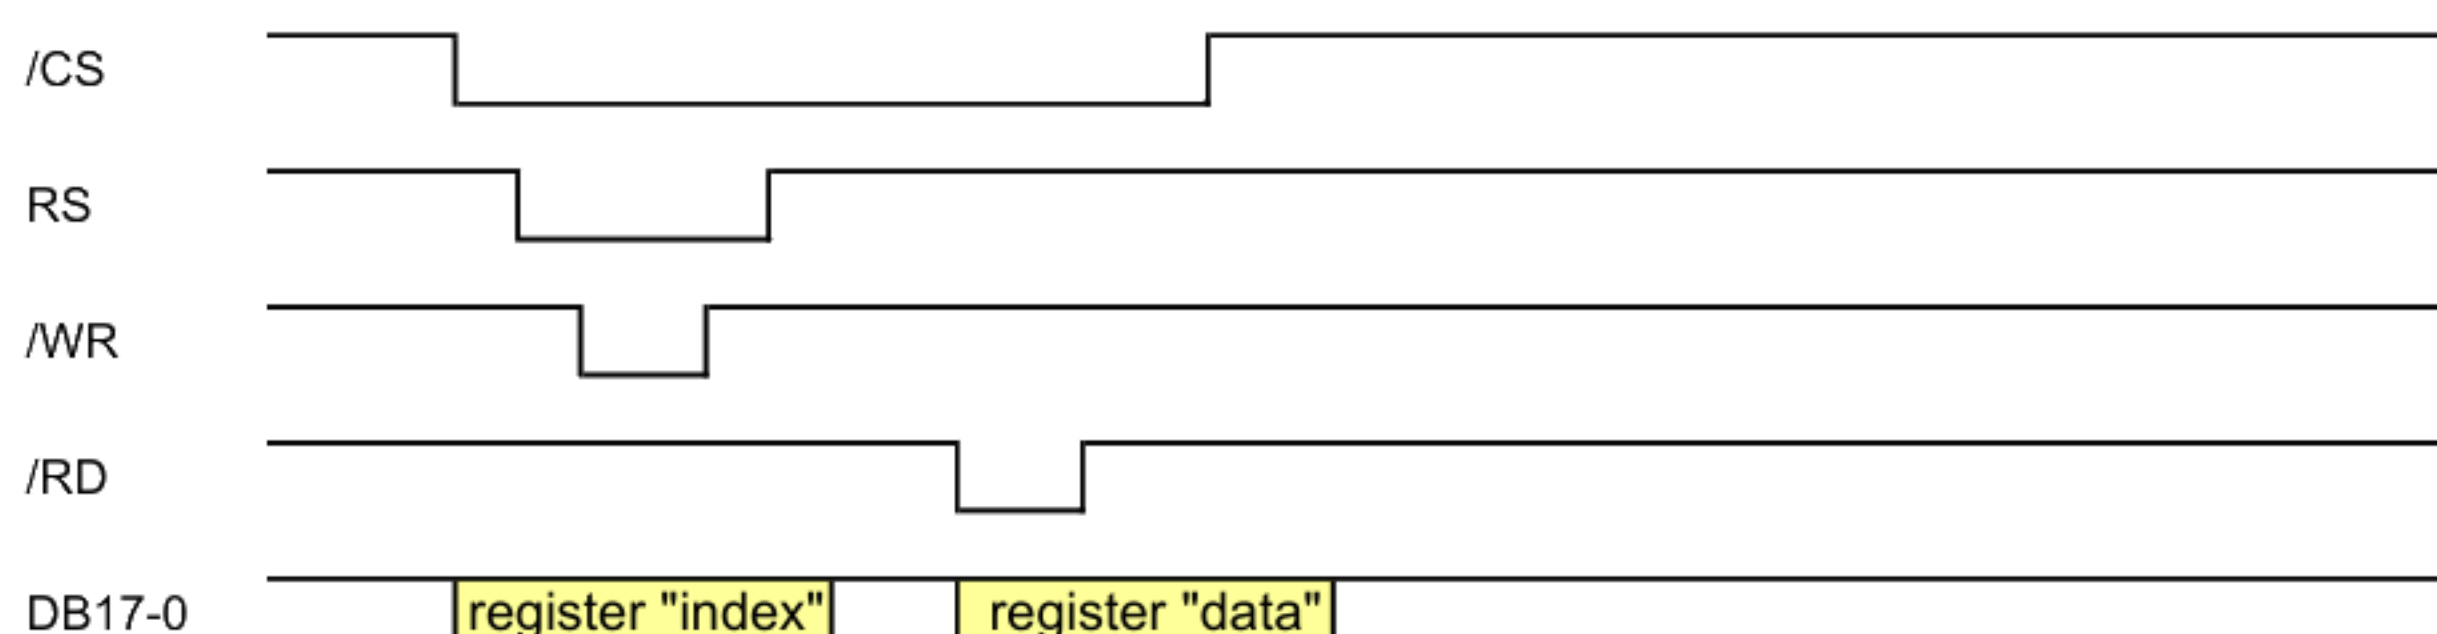 /CS
RS
/WR
/RD
DB17-0 register "index" register "data"